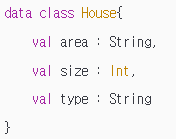 data class House{
val area : String,
val size : Int,
val type : String
}